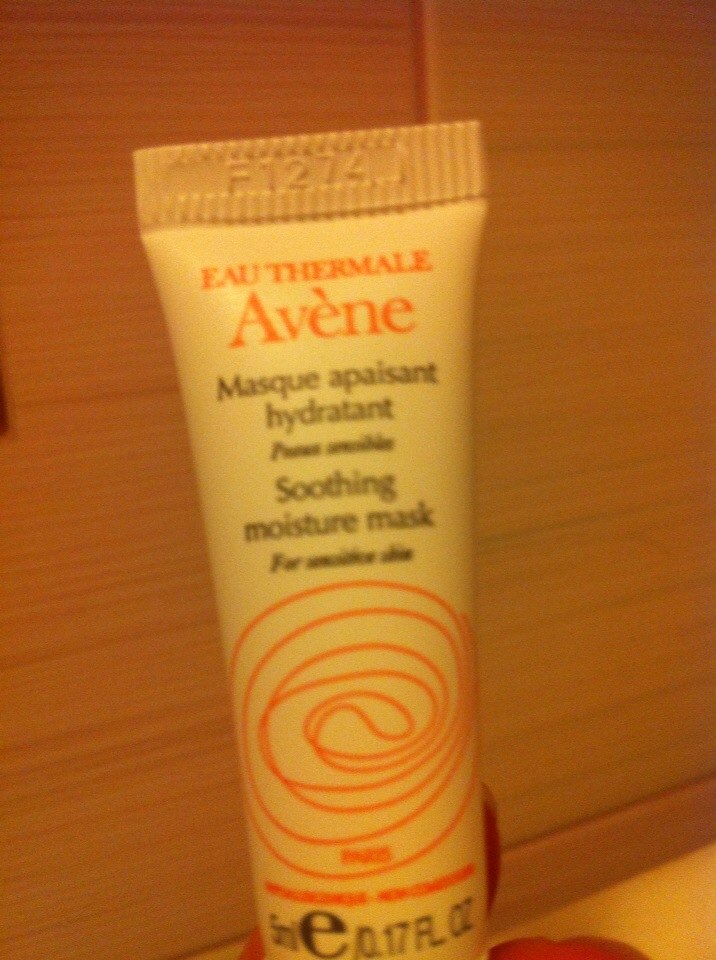 F1274
EAU THERMALE
Avène
Masque apaisant
hydratant
Peaux sensibles
Soothing
moisture mask
For sensitive skin
PARIS
5ml e /0.17 FL. OZ